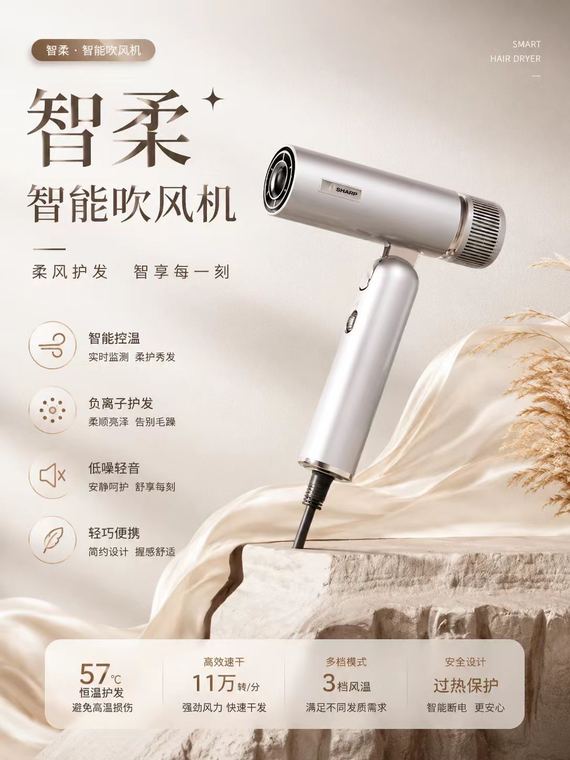 智柔·智能吹风机
SMART
HAIR DRYER
智柔
智能吹风机
柔风护发 智享每一刻
SHARP
智能控温
实时监测 柔护秀发
负离子护发
柔顺亮泽 告别毛躁
低噪轻音
安静呵护 舒享每刻
轻巧便携
简约设计 握感舒适
57℃
恒温护发
避免高温损伤
高效速干
11万转/分
强劲风力 快速干发
多档模式
3档风温
满足不同发质需求
安全设计
过热保护
智能断电 更安心